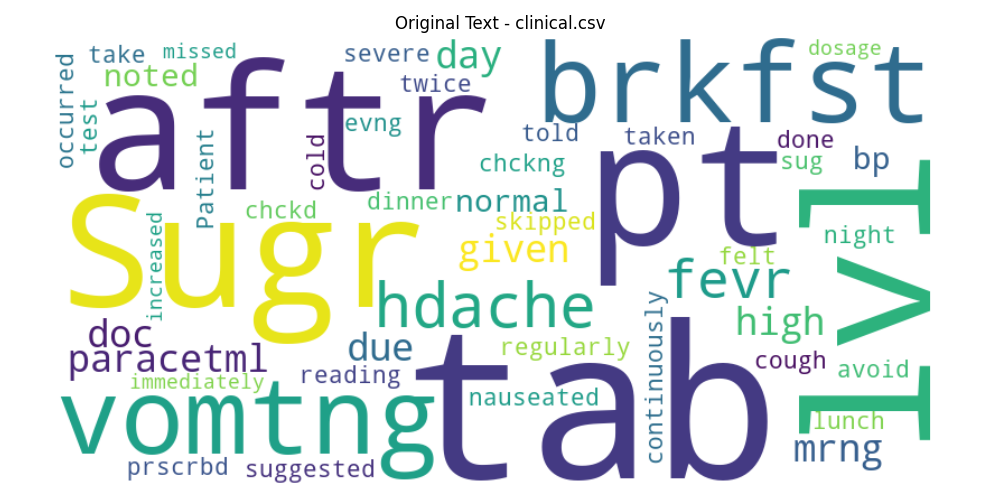 Original Text - clinical.csv
occurred
take
missed
severe
day
brkfst
dosage
noted
twice
aftr
test
evng
told
taken
done
cold
Patient
chckng
pt
sug
bp
lvl
Sugr
chckd
dinner
normal
skipped
given
increased
night
felt
fevr
hdache
high
continuously
doc
paracetml
due
regularly
cough
avoid
immediately
reading
tab
nauseated
vomtng
lunch
mrng
prscrbd
suggested